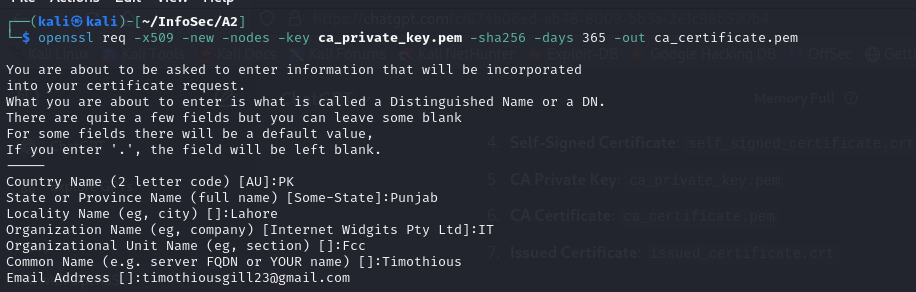 ┌──(kali㉿kali)-[~/InfoSec/A2]
└─$ openssl req -x509 -new -nodes -key ca_private_key.pem -sha256 -days 365 -out ca_certificate.pem
You are about to be asked to enter information that will be incorporated
into your certificate request.
What you are about to enter is what is called a Distinguished Name or a DN.
There are quite a few fields but you can leave some blank
For some fields there will be a default value,
If you enter '.', the field will be left blank.
-----
Country Name (2 letter code) [AU]:PK
State or Province Name (full name) [Some-State]:Punjab
Locality Name (eg, city) []:Lahore
Organization Name (eg, company) [Internet Widgits Pty Ltd]:IT
Organizational Unit Name (eg, section) []:Fcc
Common Name (e.g. server FQDN or YOUR name) []:Timothious
Email Address []:timothiousgill23@gmail.com
Memory Full
4. Self-Signed Certificate: self_signed_certificate.crt
5. CA Private Key: ca_private_key.pem
6. CA Certificate: ca_certificate.pem
7. Issued Certificate: issued_certificate.crt